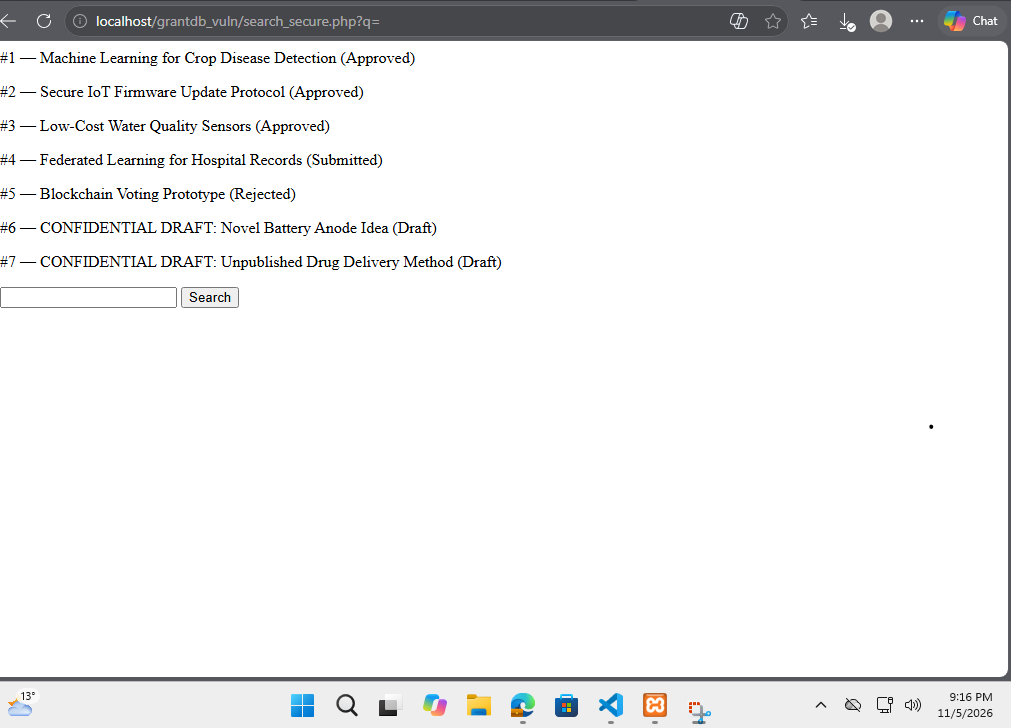 localhost/grantdb_vuln/search_secure.php?q=
Chat
#1 — Machine Learning for Crop Disease Detection (Approved)
#2 — Secure IoT Firmware Update Protocol (Approved)
#3 — Low-Cost Water Quality Sensors (Approved)
#4 — Federated Learning for Hospital Records (Submitted)
#5 — Blockchain Voting Prototype (Rejected)
#6 — CONFIDENTIAL DRAFT: Novel Battery Anode Idea (Draft)
#7 — CONFIDENTIAL DRAFT: Unpublished Drug Delivery Method (Draft)
Search
13°
9:16 PM
11/5/2026